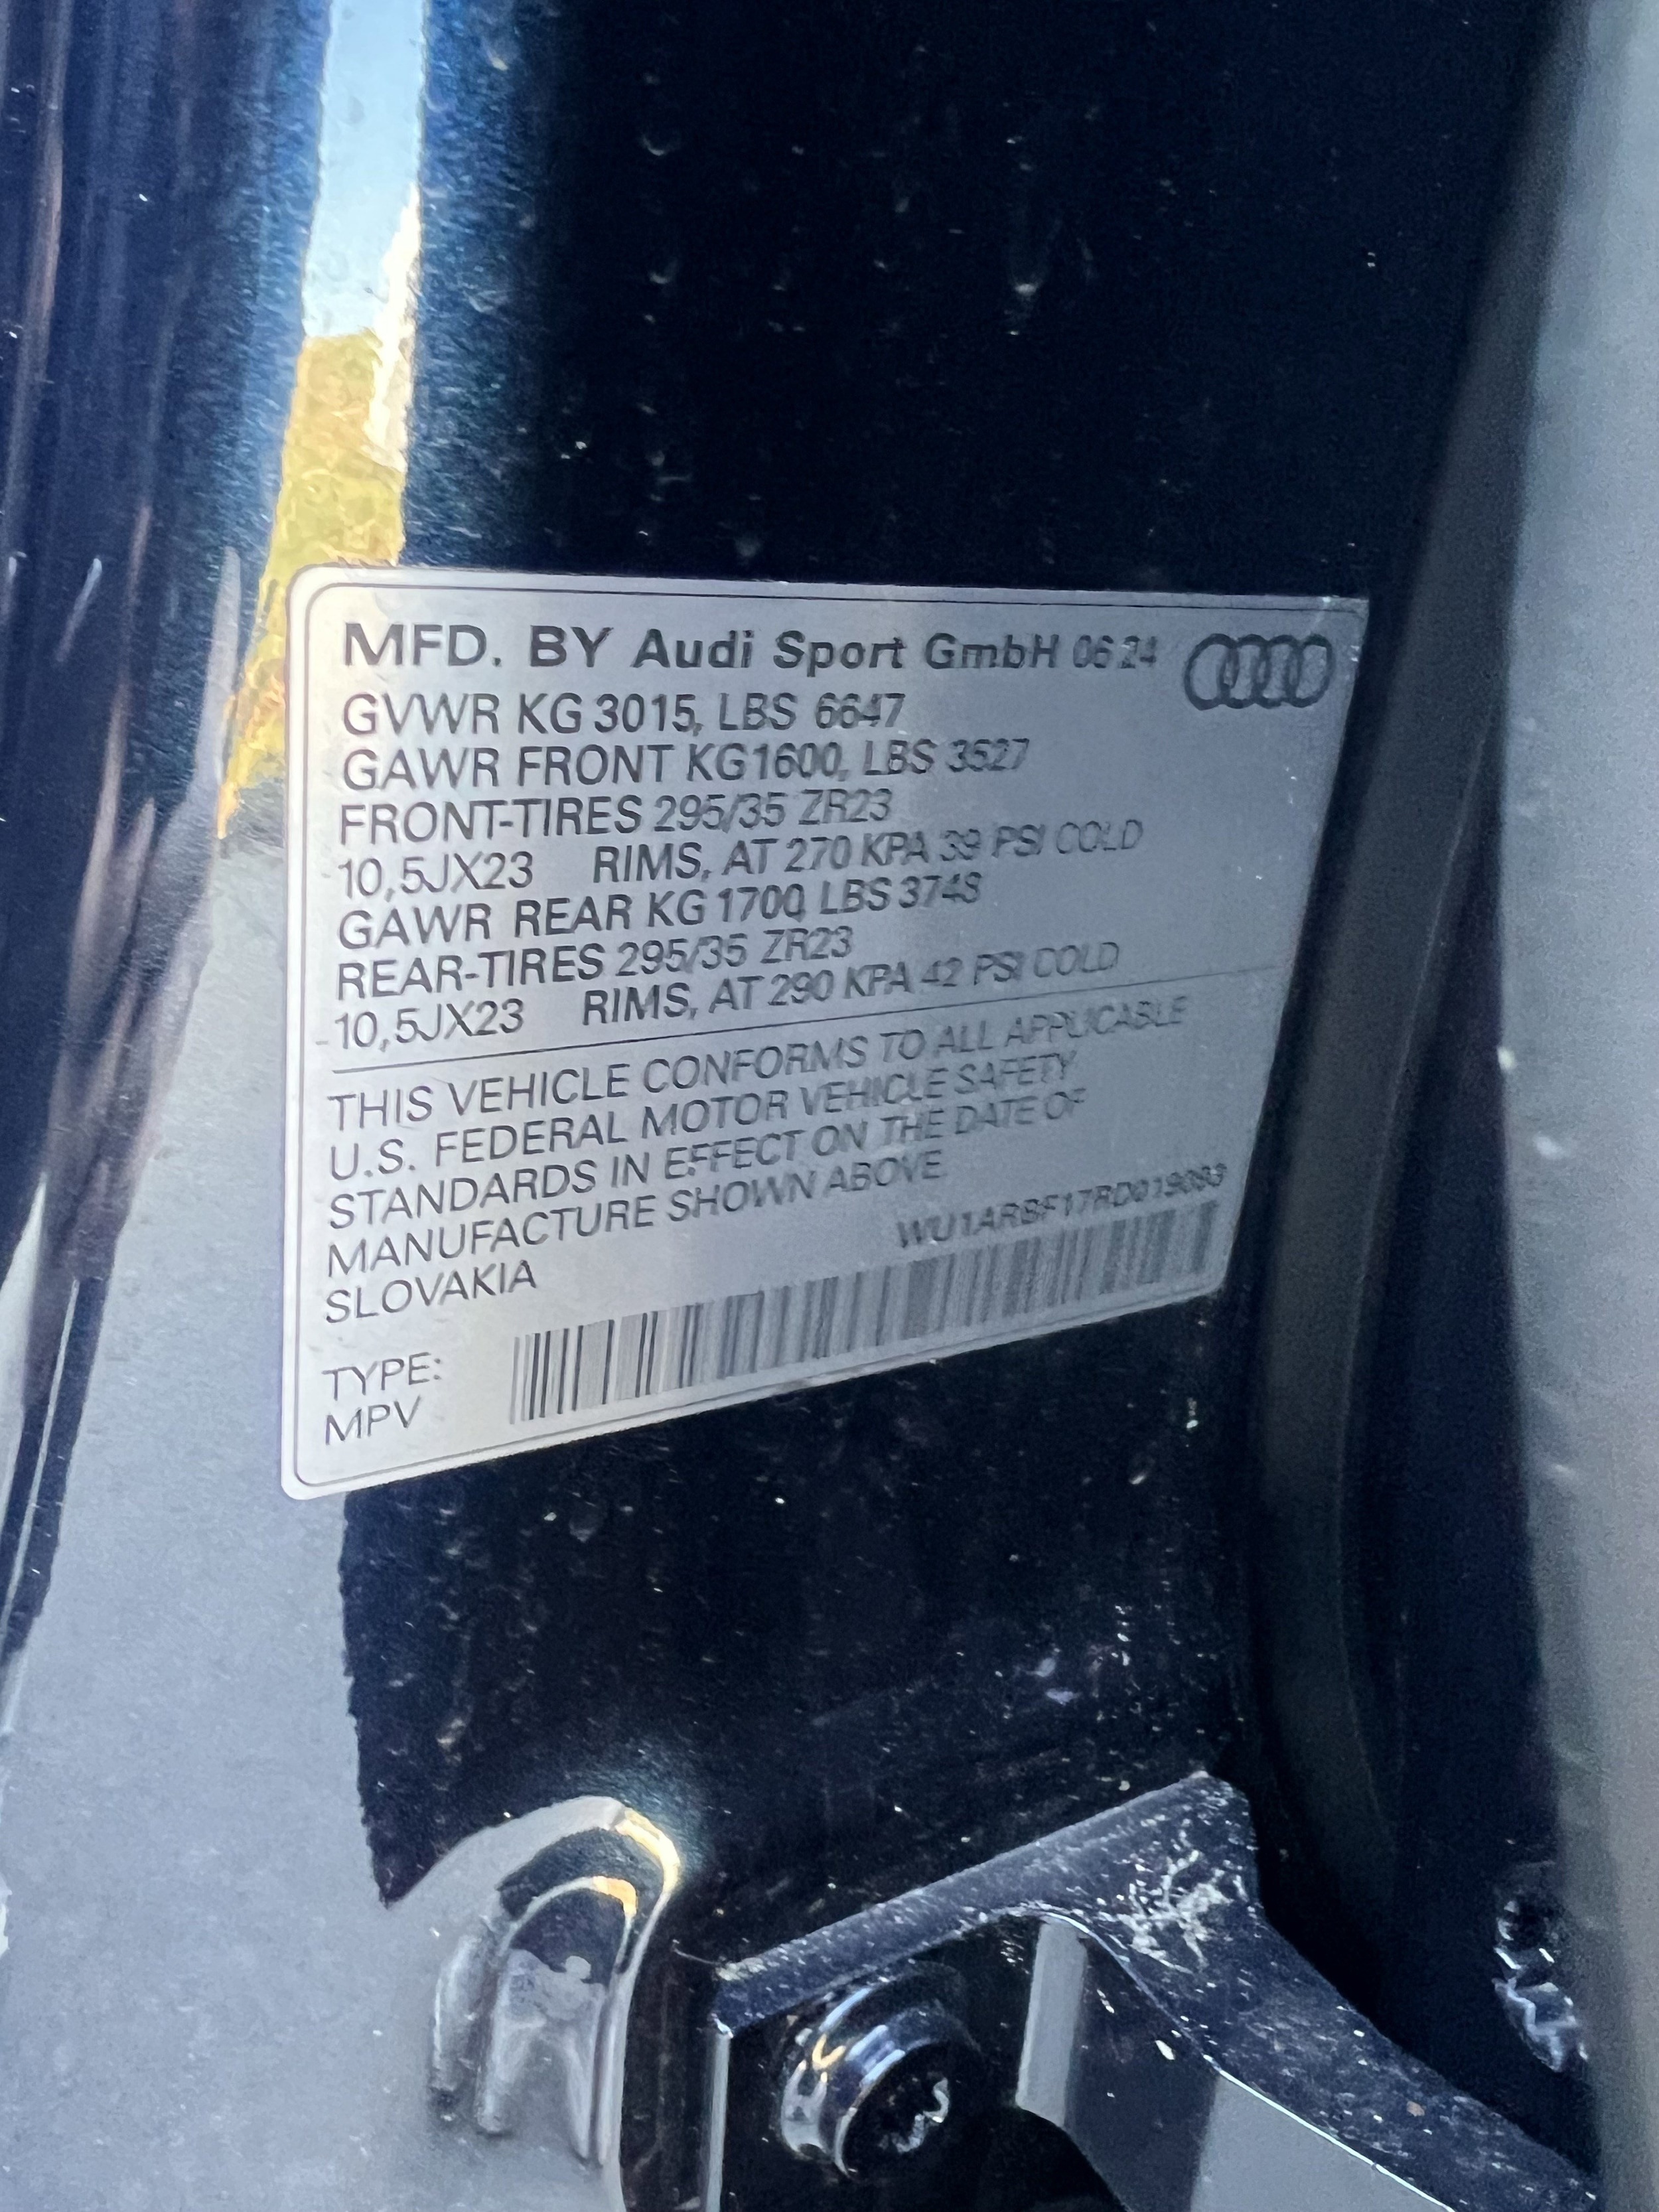 MFD. BY Audi Sport GmbH 06 24
GVWR KG 3015, LBS 6647
GAWR FRONT KG 1600, LBS 3527
FRONT-TIRES 295/35 ZR23
10,5JX23 RIMS, AT 270 KPA 39 PSI COLD
GAWR REAR KG 1700, LBS 3748
REAR-TIRES 295/35 ZR23
10,5JX23 RIMS, AT 290 KPA 42 PSI COLD
THIS VEHICLE CONFORMS TO ALL APPLICABLE
U.S. FEDERAL MOTOR VEHICLE SAFETY
STANDARDS IN EFFECT ON THE DATE OF
MANUFACTURE SHOWN ABOVE
SLOVAKIA
TYPE:
MPV